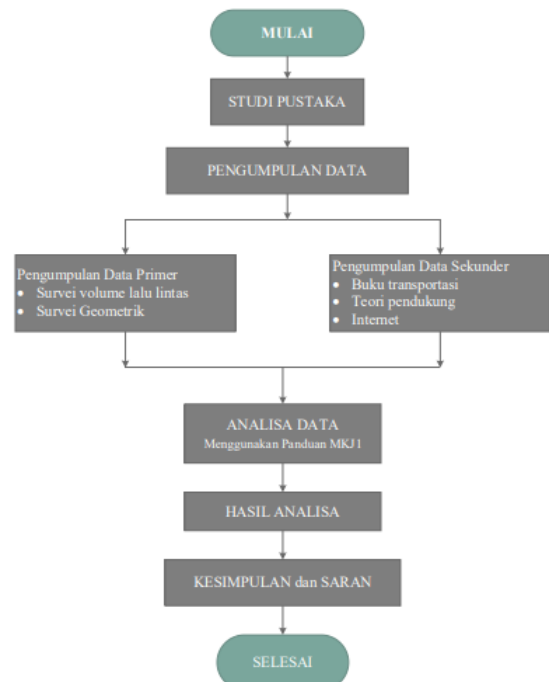 MULAI
STUDI PUSTAKA
PENGUMPULAN DATA
Pengumpulan Data Primer
• Survei volume lalu lintas
• Survei Geometrik
Pengumpulan Data Sekunder
• Buku transportasi
• Teori pendukung
• Internet
ANALISA DATA
Menggunakan Panduan MKJ1
HASIL ANALISA
KESIMPULAN dan SARAN
SELESAI